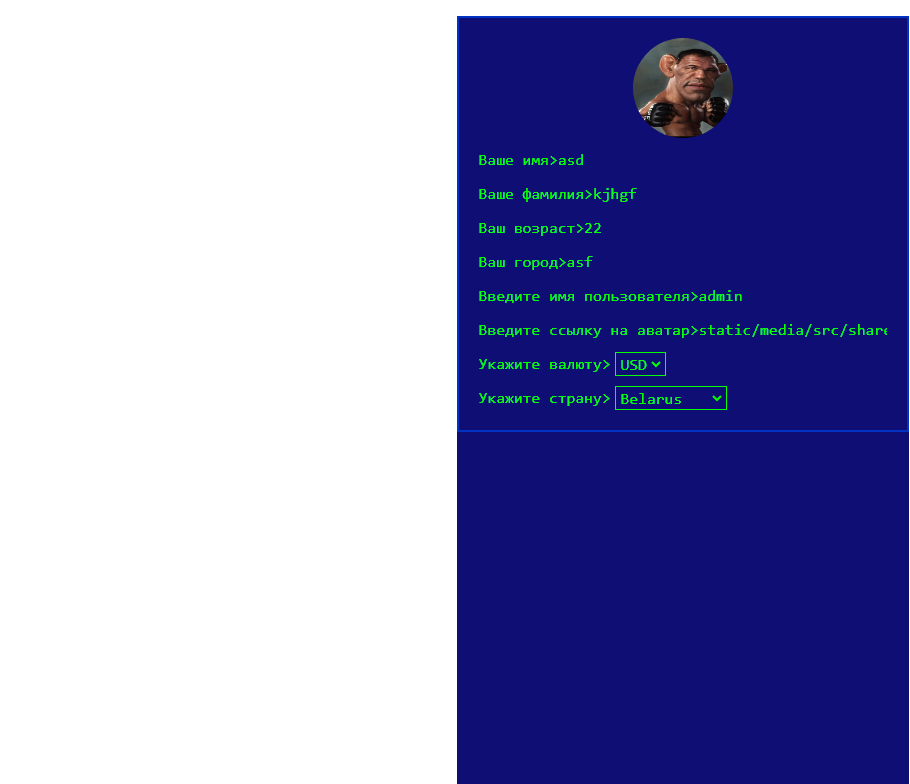 Ваше имя>asd
Ваше фамилия>kjhgf
Ваш возраст>22
Ваш город>asf
Введите имя пользователя>admin
Введите ссылку на аватар>static/media/src/share
Укажите валюту> USD
Укажите страну> Belarus